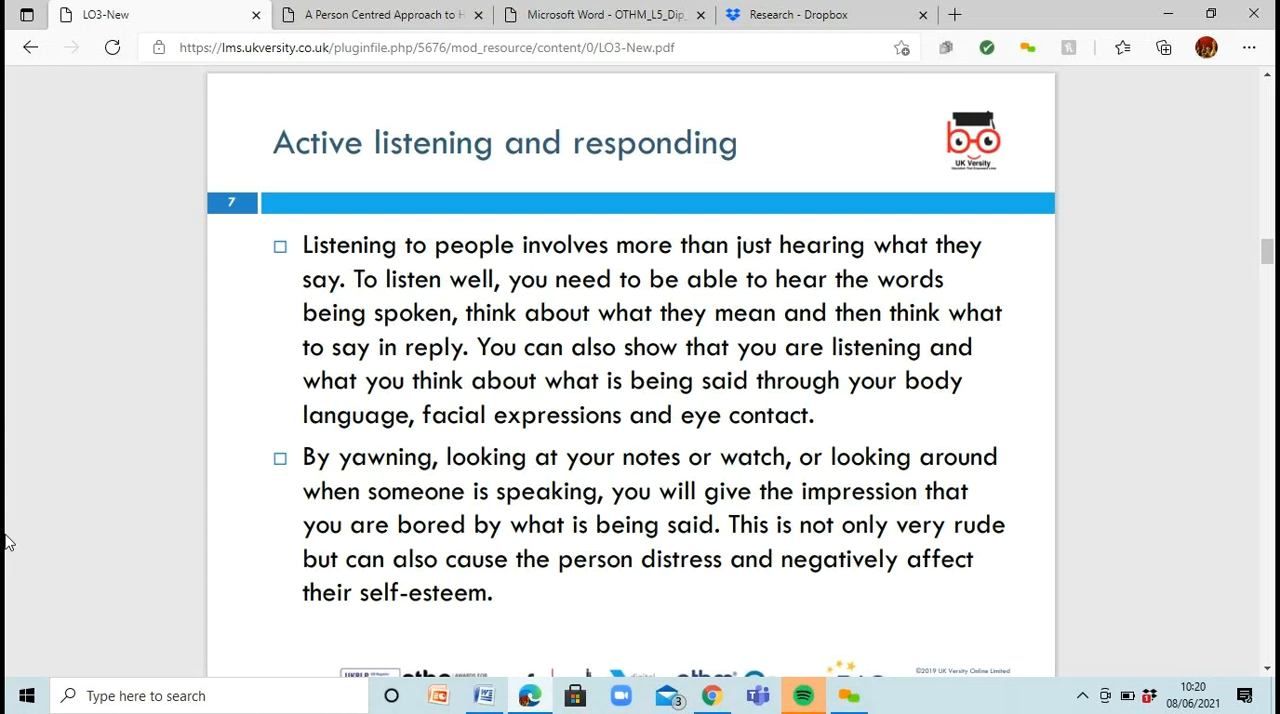 LO3-New
A Person Centred Approach to H
Microsoft Word - OTHM_L5_Dip_
Research - Dropbox
https://lms.ukversity.co.uk/pluginfile.php/5676/mod_resource/content/0/LO3-New.pdf
Active listening and responding
UK Versity
7
Listening to people involves more than just hearing what they
say. To listen well, you need to be able to hear the words
being spoken, think about what they mean and then think what
to say in reply. You can also show that you are listening and
what you think about what is being said through your body
language, facial expressions and eye contact.
By yawning, looking at your notes or watch, or looking around
when someone is speaking, you will give the impression that
you are bored by what is being said. This is not only very rude
but can also cause the person distress and negatively affect
their self-esteem.
©2019 UK Versity Online Limited
Type here to search
3
10:20
08/06/2021